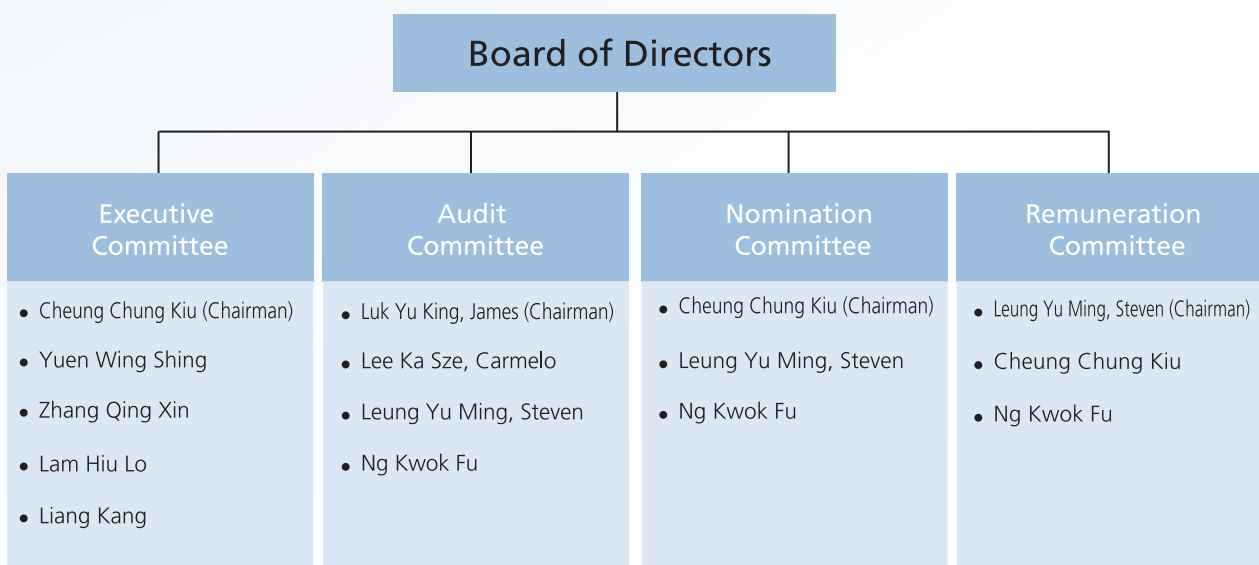 Board of Directors
Executive
Committee
• Cheung Chung Kiu (Chairman)
• Yuen Wing Shing
• Zhang Qing Xin
• Lam Hiu Lo
• Liang Kang
Audit
Committee
• Luk Yu King, James (Chairman)
• Lee Ka Sze, Carmelo
• Leung Yu Ming, Steven
• Ng Kwok Fu
Nomination
Committee
• Cheung Chung Kiu (Chairman)
• Leung Yu Ming, Steven
• Ng Kwok Fu
Remuneration
Committee
• Leung Yu Ming, Steven (Chairman)
• Cheung Chung Kiu
• Ng Kwok Fu